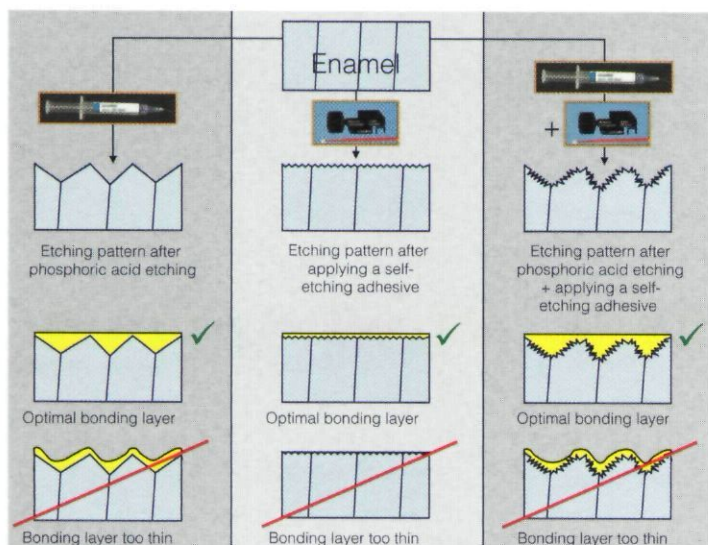 Enamel
+
Etching pattern after
phosphoric acid etching
Etching pattern after
applying a self-
etching adhesive
Etching pattern after
phosphoric acid etching
+ applying a self-
etching adhesive
Optimal bonding layer
Optimal bonding layer
Optimal bonding layer
Bonding layer too thin
Bonding layer too thin
Bonding layer too thin